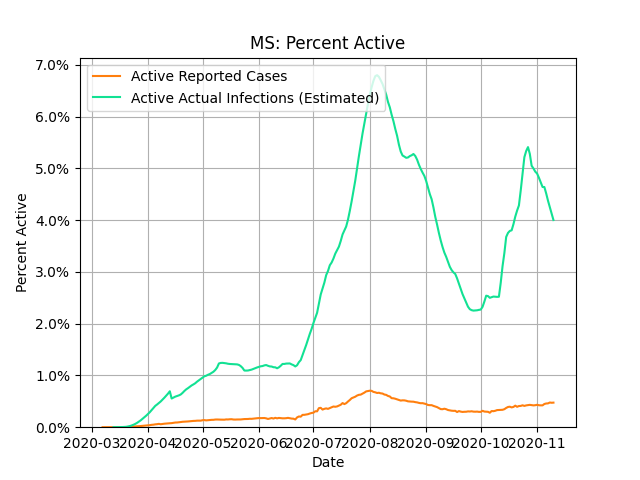 MS: Percent Active
Active Reported Cases
Active Actual Infections (Estimated)
7.0%
6.0%
5.0%
4.0%
3.0%
2.0%
1.0%
0.0%
Percent Active
2020-03 2020-04 2020-05 2020-06 2020-07 2020-08 2020-09 2020-10 2020-11
Date